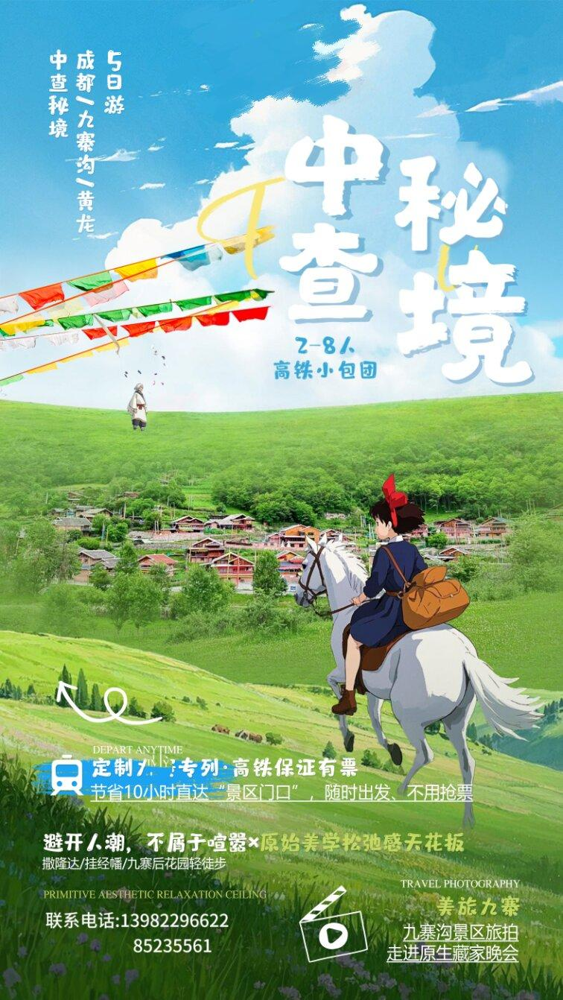 5日游
成都/九寨沟/黄龙
中查秘境
中查
秘境
2-8人
高铁小包团
DEPART ANYTIME
定制 专列·高铁保证有票
节省10小时直达“景区门口”，随时出发、不用抢票
避开人潮，不属于喧嚣×原始美学松弛感天花板
撒隆达/挂经幡/九寨后花园轻徒步
PRIMITIVE AESTHETIC RELAXATION CEILING
联系电话:13982296622
85235561
TRAVEL PHOTOGRAPHY
美旅九寨
九寨沟景区旅拍
走进原生藏家晚会